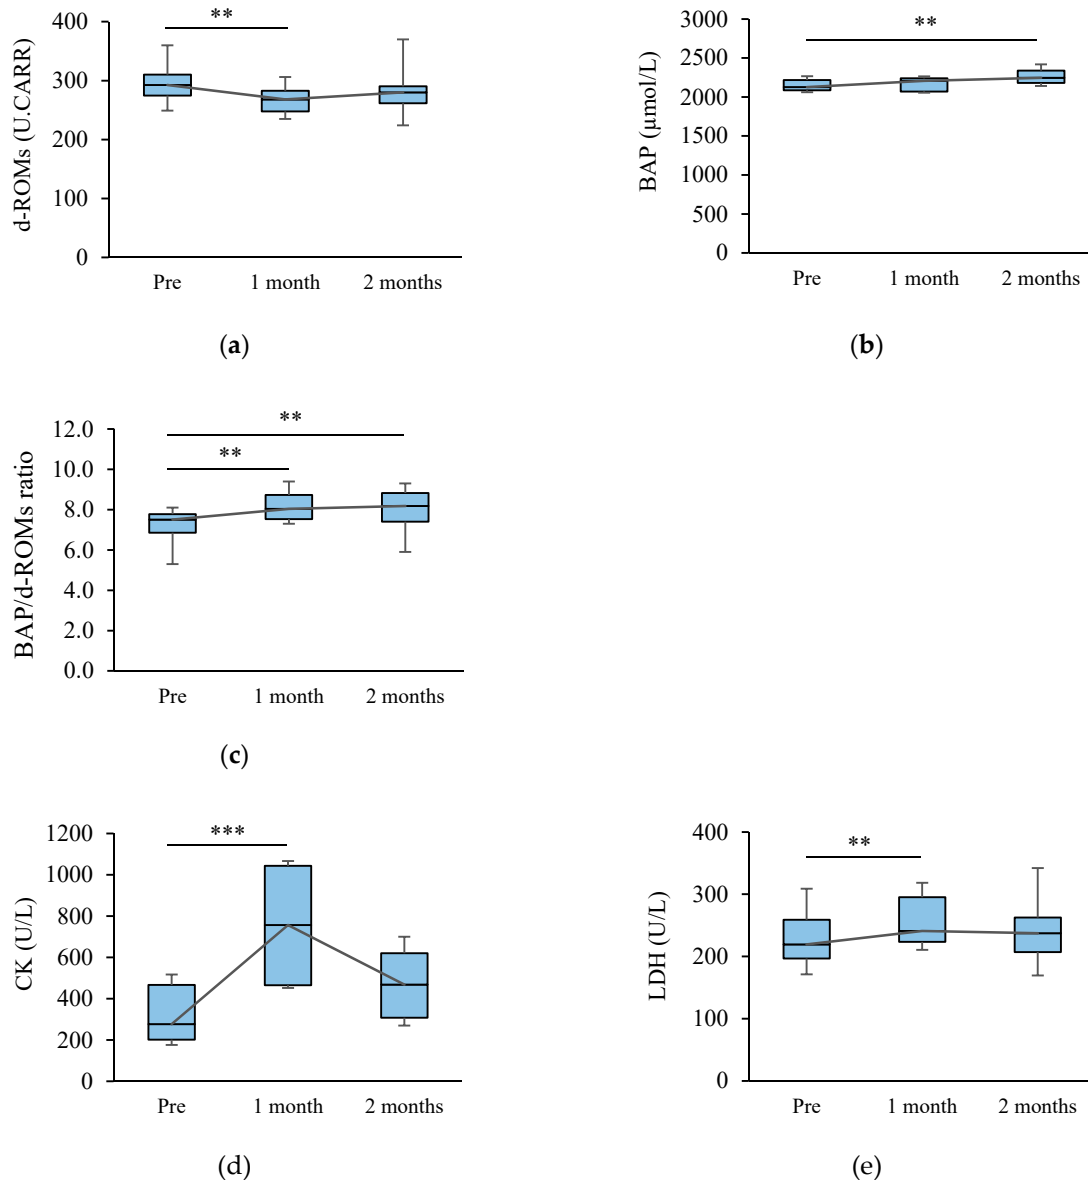 **
400
300
200
100
0
d-ROMs (U.CARR)
Pre 1 month 2 months
(a)
**
3000
2500
2000
1500
1000
500
0
BAP (µmol/L)
Pre 1 month 2 months
(b)
**
**
12.0
10.0
8.0
6.0
4.0
2.0
0.0
BAP/d-ROMs ratio
Pre 1 month 2 months
(c)
***
1200
1000
800
600
400
200
0
CK (U/L)
Pre 1 month 2 months
(d)
**
400
300
200
100
0
LDH (U/L)
Pre 1 month 2 months
(e)